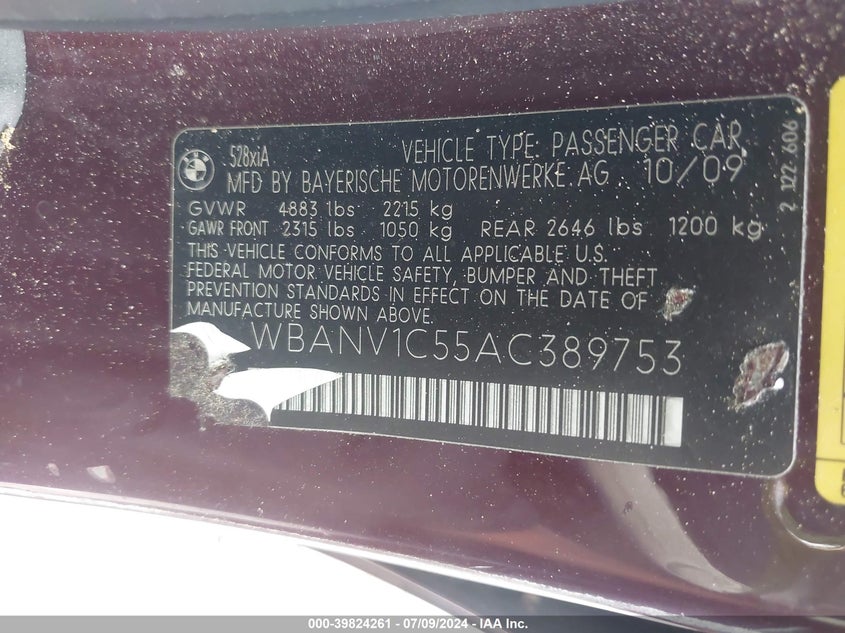 528xiA
VEHICLE TYPE: PASSENGER CAR
MFD BY BAYERISCHE MOTORENWERKE AG 10/09
GVWR 4883 lbs 2215 kg
GAWR FRONT 2315 lbs 1050 kg REAR 2646 lbs 1200 kg
THIS VEHICLE CONFORMS TO ALL APPLICABLE U.S.
FEDERAL MOTOR VEHICLE SAFETY, BUMPER AND THEFT
PREVENTION STANDARDS IN EFFECT ON THE DATE OF
MANUFACTURE SHOWN ABOVE.
WBANV1C55AC389753
2 122 606
000-39824261 - 07/09/2024 - IAA Inc.